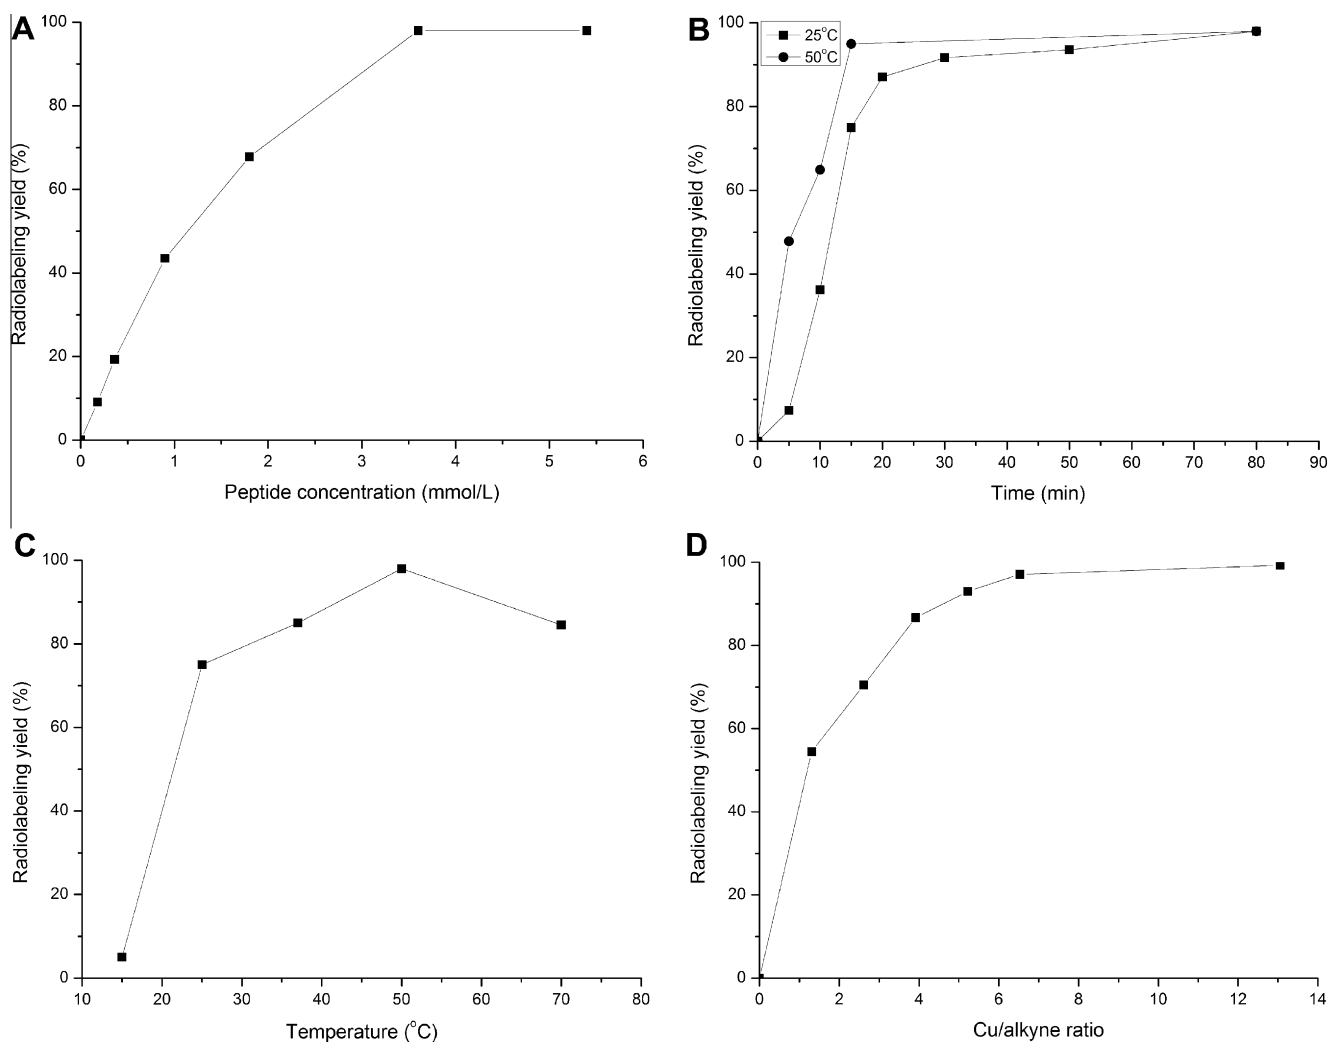 A
100
80
60
40
20
0
Radiolabeling yield (%)
0 1 2 3 4 5 6
Peptide concentration (mmol/L)
B
25°C
50°C
100
80
60
40
20
0
Radiolabeling yield (%)
0 10 20 30 40 50 60 70 80 90
Time (min)
C
100
80
60
40
20
0
Radiolabeling yield (%)
10 20 30 40 50 60 70 80
Temperature (°C)
D
100
80
60
40
20
0
Radiolabeling yield (%)
0 2 4 6 8 10 12 14
Cu/alkyne ratio